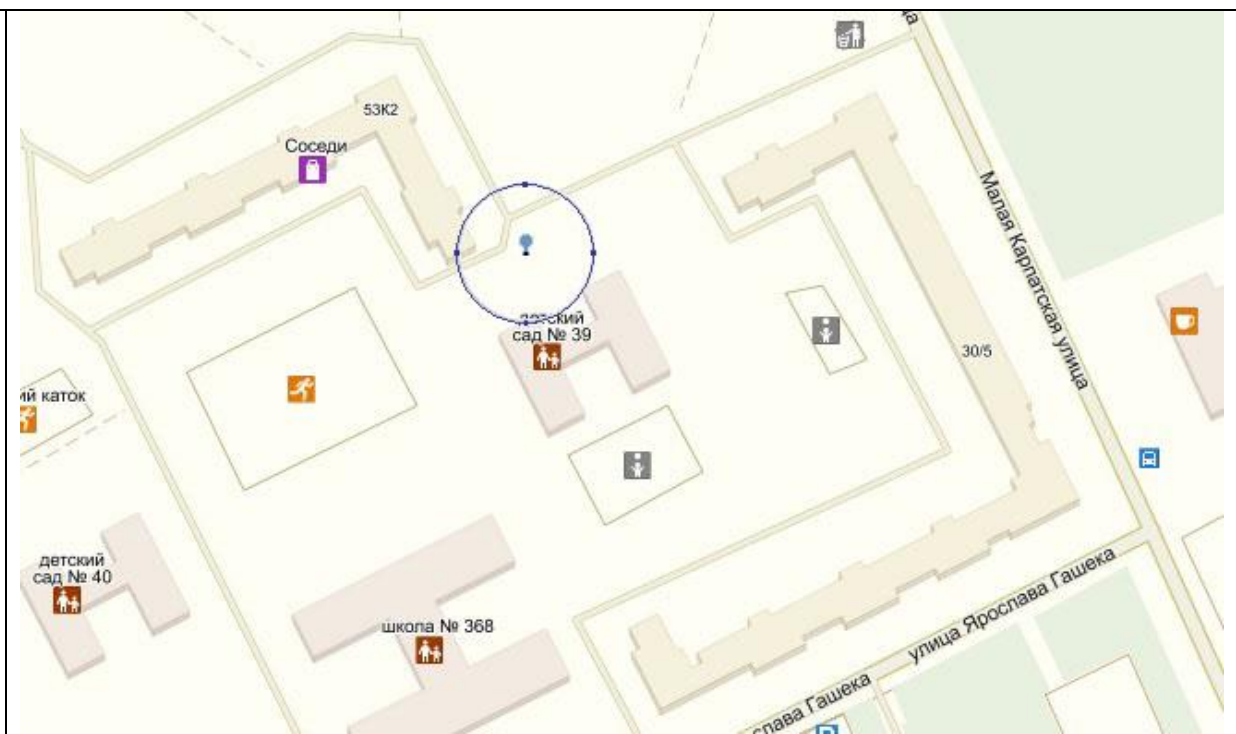 53К2
Соседи
Малая Карпатская улица
детский
сад № 39
30/5
ий каток
детский
сад № 40
школа № 368
улица Ярослава Гашека
слава Гашека